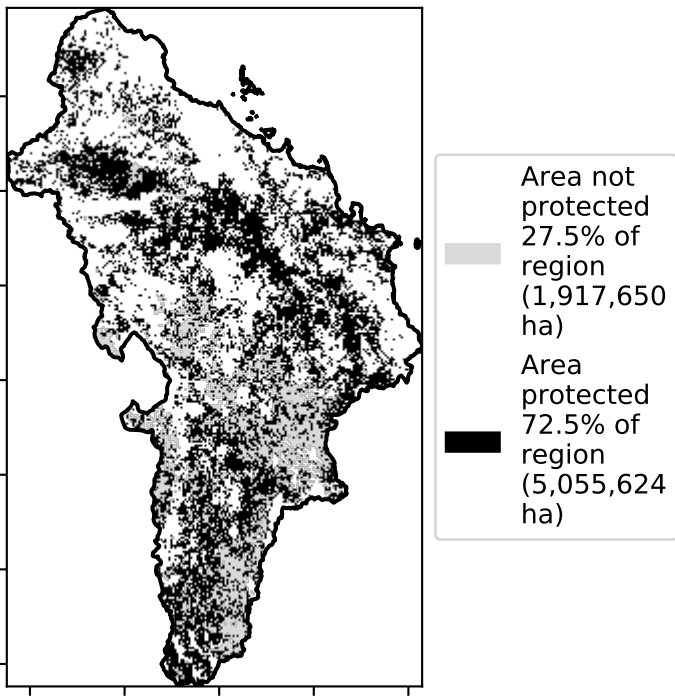 Area not
protected
27.5% of
region
(1,917,650
ha)
Area
protected
72.5% of
region
(5,055,624
ha)